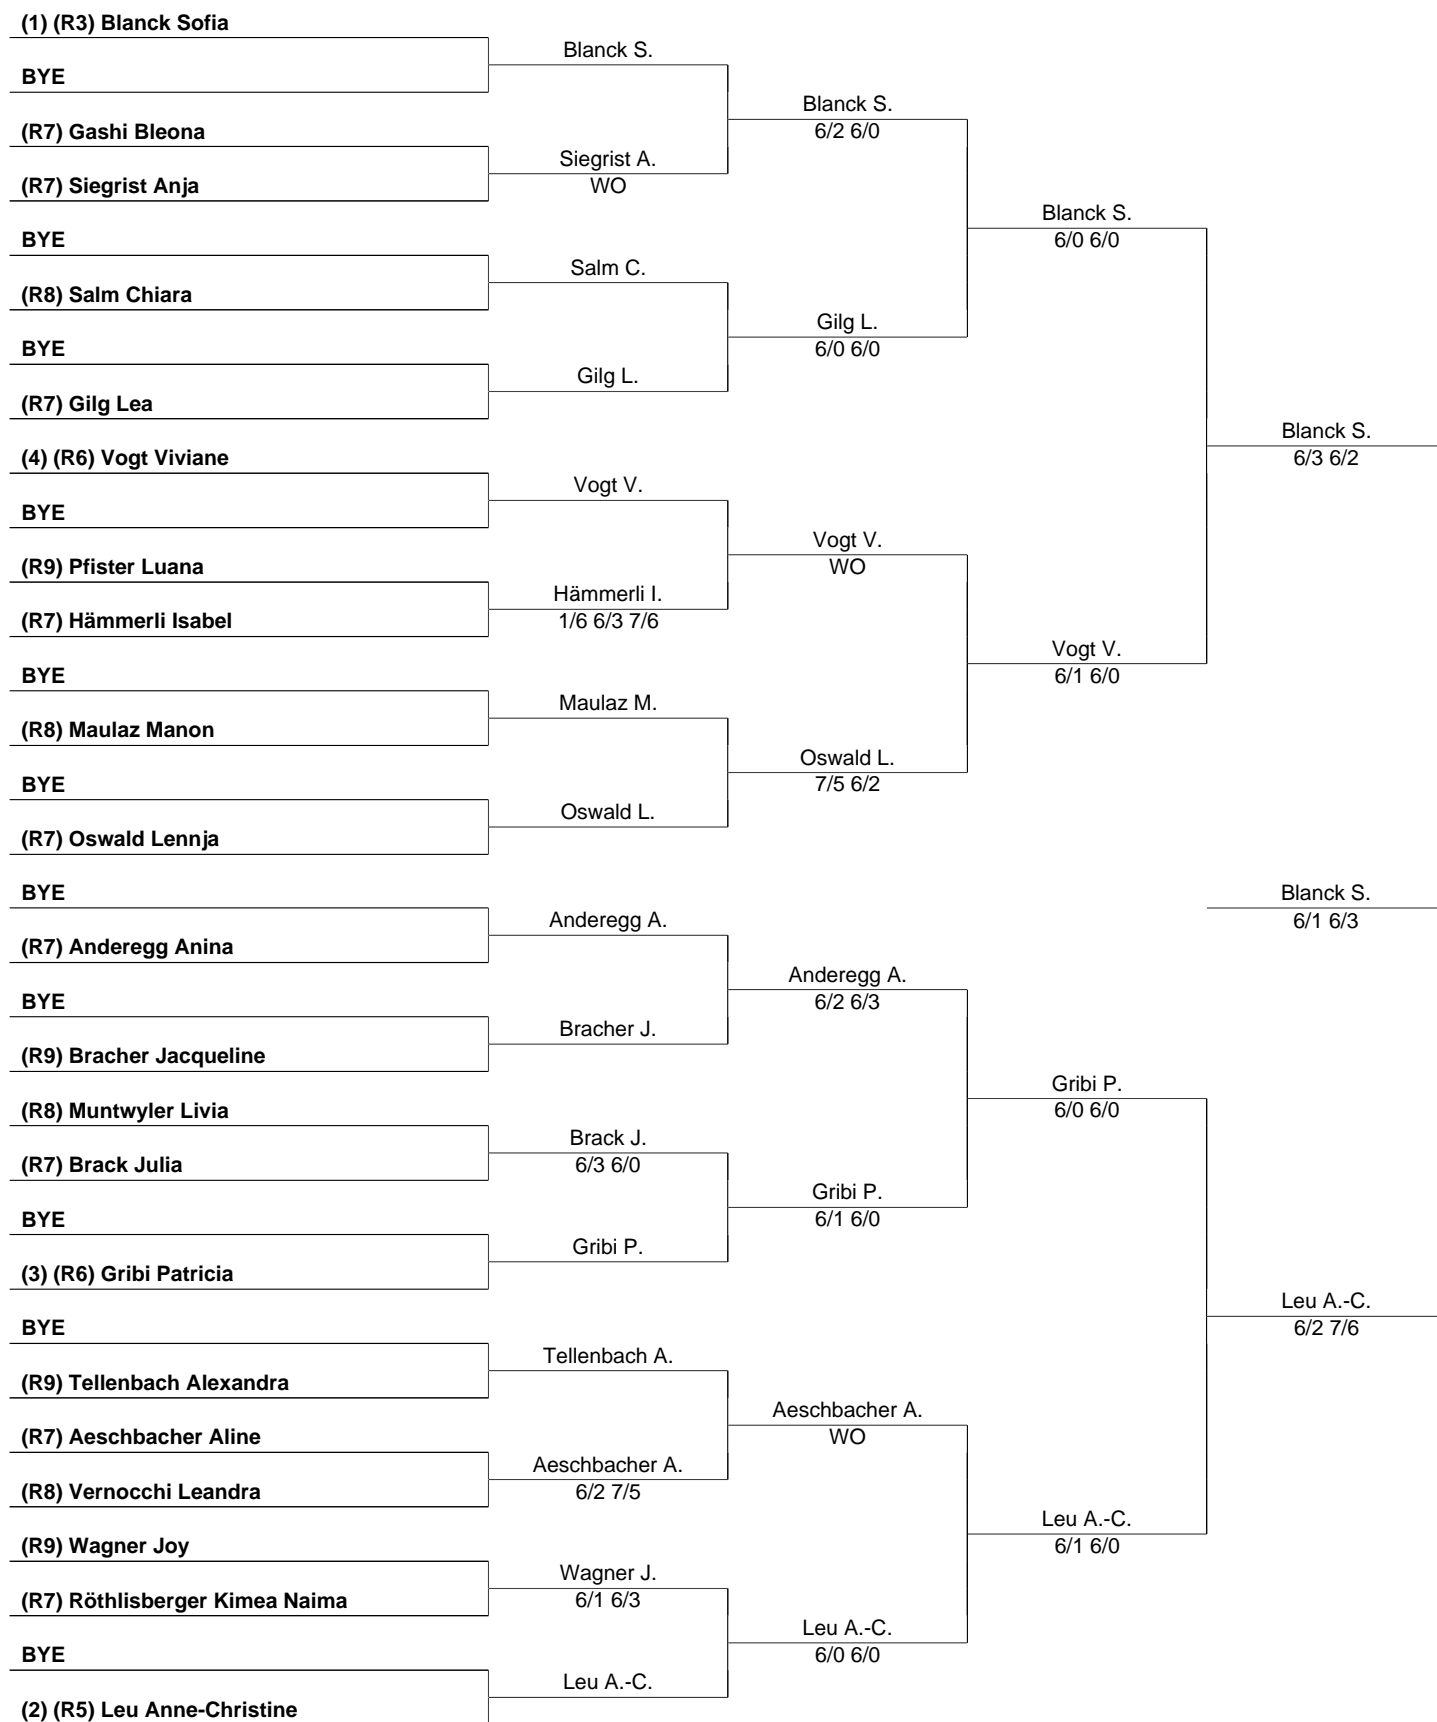 (1) (R3) Blanck Sofia
BYE
(R7) Gashi Bleona
(R7) Siegrist Anja
BYE
(R8) Salm Chiara
BYE
(R7) Gilg Lea
(4) (R6) Vogt Viviane
BYE
(R9) Pfister Luana
(R7) Hämmerli Isabel
BYE
(R8) Maulaz Manon
BYE
(R7) Oswald Lennja
BYE
(R7) Anderegg Anina
BYE
(R9) Bracher Jacqueline
(R8) Muntwyler Livia
(R7) Brack Julia
BYE
(3) (R6) Gribi Patricia
BYE
(R9) Tellenbach Alexandra
(R7) Aeschbacher Aline
(R8) Vernocchi Leandra
(R9) Wagner Joy
(R7) Röthlisberger Kimea Naima
BYE
(2) (R5) Leu Anne-Christine
Blanck S.
Siegrist A.
WO
Salm C.
Gilg L.
Vogt V.
Hämmerli I.
1/6 6/3 7/6
Maulaz M.
Oswald L.
Anderegg A.
Bracher J.
Brack J.
6/3 6/0
Gribi P.
Tellenbach A.
Aeschbacher A.
6/2 7/5
Wagner J.
6/1 6/3
Leu A.-C.
Blanck S.
6/2 6/0
Gilg L.
6/0 6/0
Vogt V.
WO
Oswald L.
7/5 6/2
Anderegg A.
6/2 6/3
Gribi P.
6/1 6/0
Aeschbacher A.
WO
Leu A.-C.
6/0 6/0
Blanck S.
6/0 6/0
Vogt V.
6/1 6/0
Gribi P.
6/0 6/0
Leu A.-C.
6/1 6/0
Blanck S.
6/3 6/2
Blanck S.
6/1 6/3
Leu A.-C.
6/2 7/6